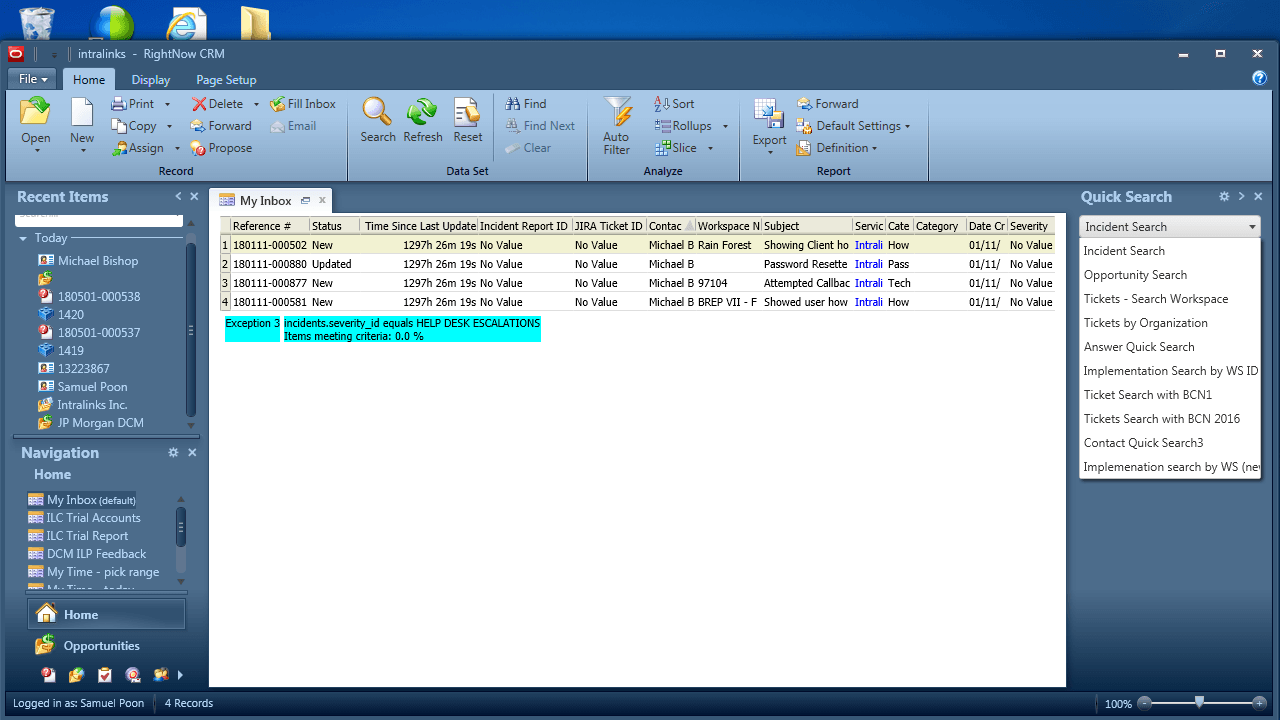 intralinks - RightNow CRM
File Home Display Page Setup
Open New Print Copy Assign Delete Forward Propose Fill Inbox Email
Record
Search Refresh Reset Find Find Next Clear
Data Set
Auto Filter Sort Rollups Slice
Analyze
Export Forward Default Settings Definition
Report
Recent Items
Today
Michael Bishop
180501-000538
1420
180501-000537
1419
13223867
Samuel Poon
Intralinks Inc.
JP Morgan DCM
Navigation
Home
My Inbox (default)
ILC Trial Accounts
ILC Trial Report
DCM ILP Feedback
My Time - pick range
Home
Opportunities
My Inbox
Reference # Status Time Since Last Update Incident Report ID JIRA Ticket ID Contac Workspace N Subject Servic Cate Category Date Cr Severity
1 180111-000502 New 1297h 26m 19s No Value No Value Michael B Rain Forest Showing Client ho Intrali How 01/11/ No Value
2 180111-000880 Updated 1297h 26m 19s No Value No Value Michael B Password Resette Intrali Pass 01/11/ No Value
3 180111-000877 New 1297h 26m 19s No Value No Value Michael B 97104 Attempted Callbac Intrali Tech 01/11/ No Value
4 180111-000581 New 1297h 26m 19s No Value No Value Michael B BREP VII - F Showed user how Intrali How 01/11/ No Value
Exception 3 incidents.severity_id equals HELP DESK ESCALATIONS
Items meeting criteria: 0.0 %
Quick Search
Incident Search
Incident Search
Opportunity Search
Tickets - Search Workspace
Tickets by Organization
Answer Quick Search
Implementation Search by WS ID
Ticket Search with BCN1
Tickets Search with BCN 2016
Contact Quick Search3
Implemenation search by WS (ne
Logged in as: Samuel Poon 4 Records 100%